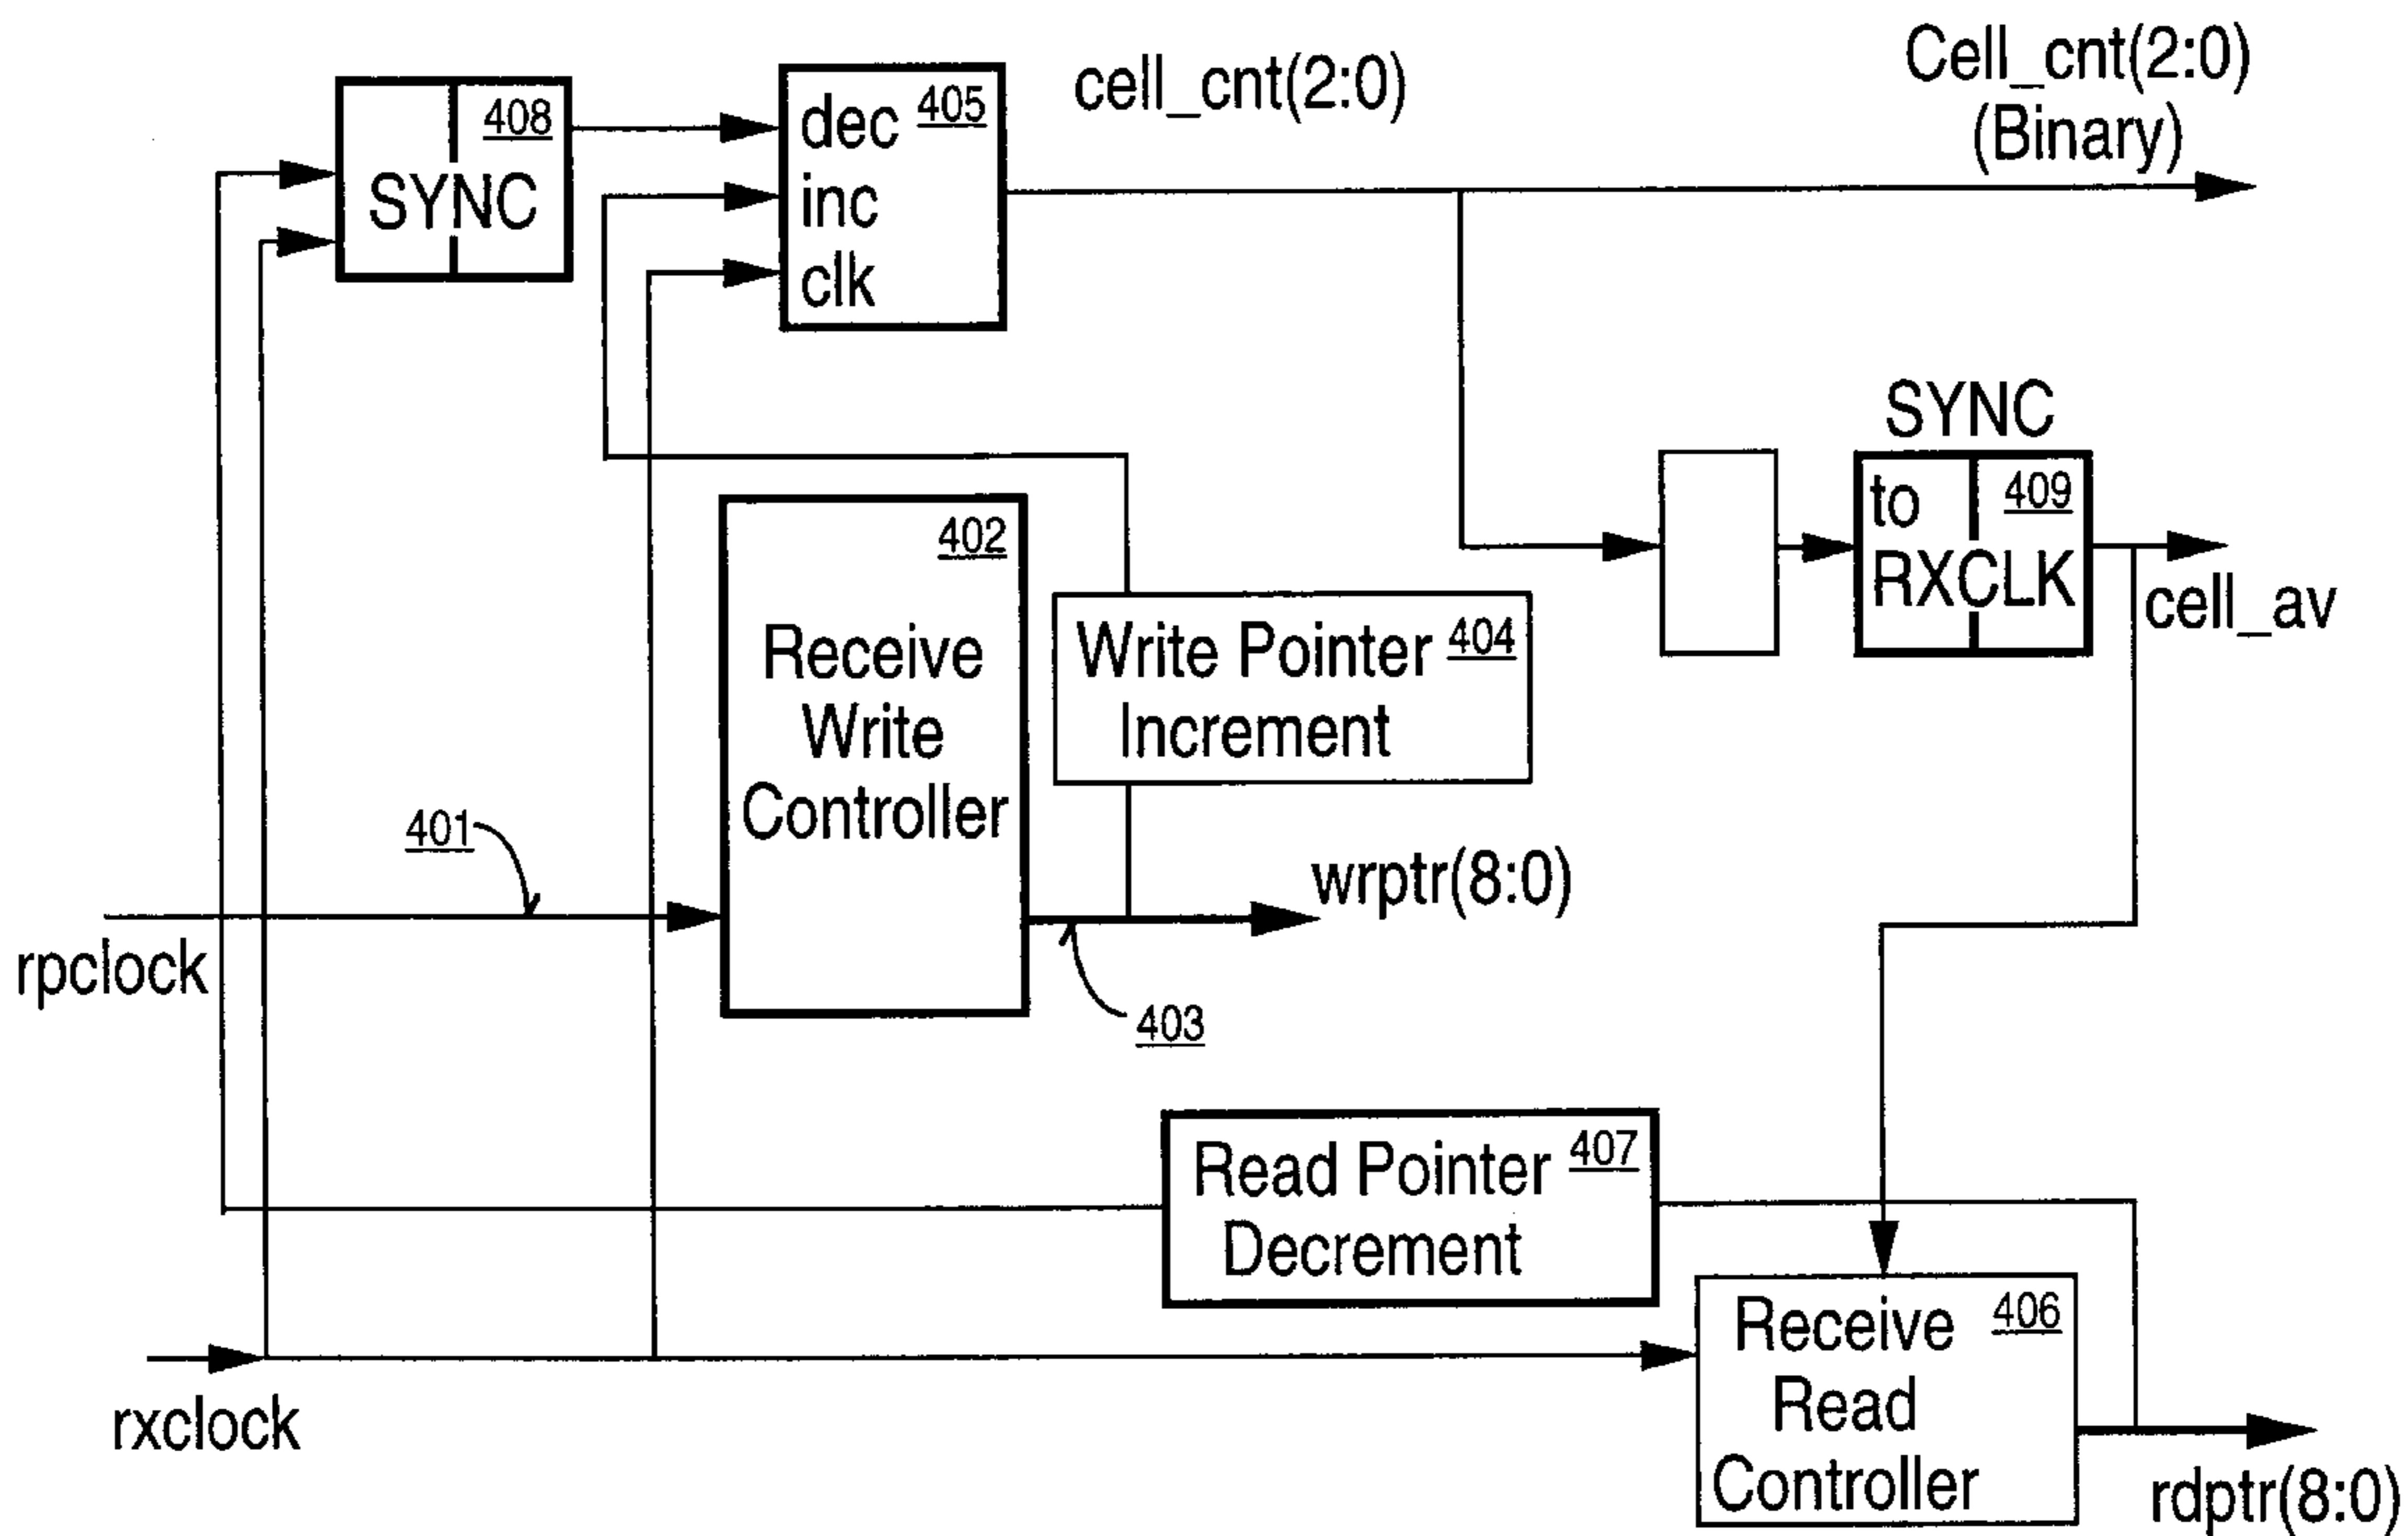 Cell_cnt(2:0)
(Binary)
cell_cnt(2:0)
408
SYNC
405
dec
inc
clk
SYNC
to
409
RXCLK
cell_av
402
Receive
Write
Controller
Write Pointer 404
Increment
401
rpclock
wrptr(8:0)
403
Read Pointer 407
Decrement
rxclock
Receive 406
Read
Controller
rdptr(8:0)